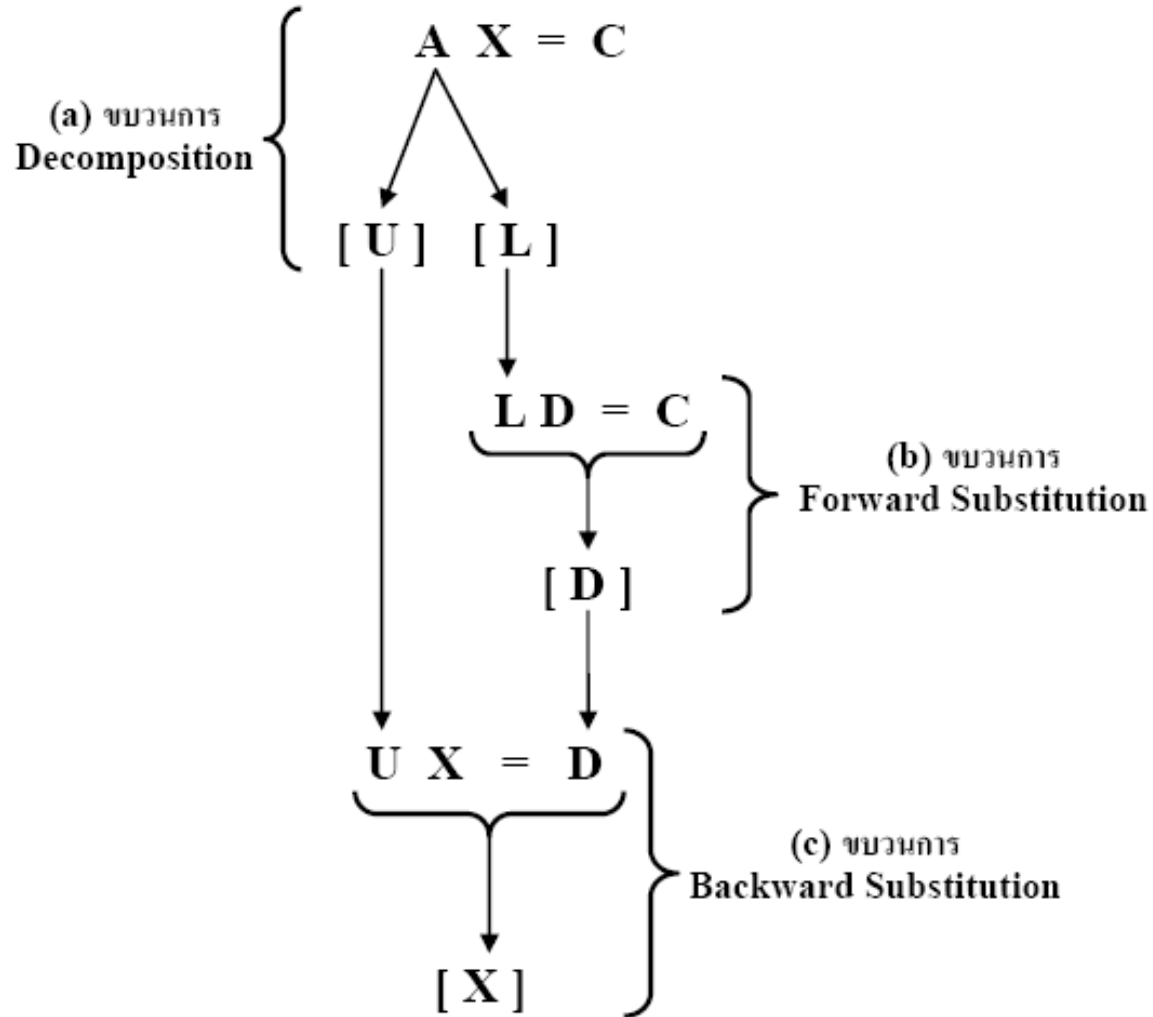 A X = C
(a) ขบวนการ
Decomposition
[ U ] [ L ]
L D = C
(b) ขบวนการ
Forward Substitution
[ D ]
U X = D
(c) ขบวนการ
Backward Substitution
[ X ]